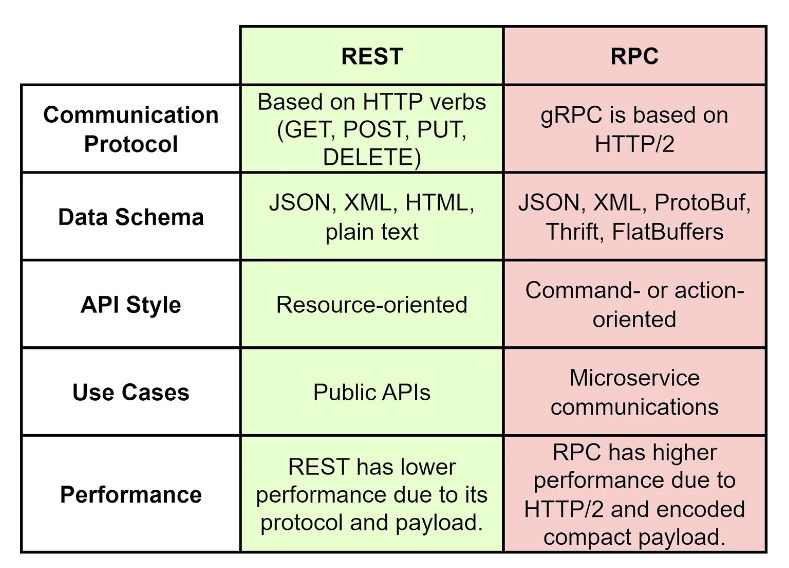 REST
RPC
Communication
Protocol
Based on HTTP verbs
(GET, POST, PUT,
DELETE)
gRPC is based on
HTTP/2
Data Schema
JSON, XML, HTML,
plain text
JSON, XML, ProtoBuf,
Thrift, FlatBuffers
API Style
Resource-oriented
Command- or action-
oriented
Use Cases
Public APIs
Microservice
communications
Performance
REST has lower
performance due to its
protocol and payload.
RPC has higher
performance due to
HTTP/2 and encoded
compact payload.